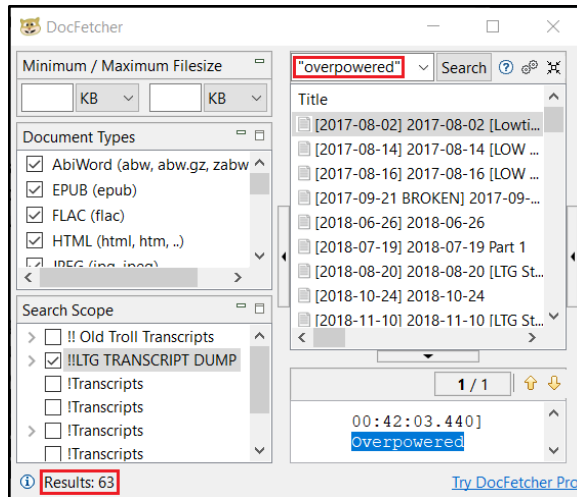 DocFetcher
Minimum / Maximum Filesize
KB
KB
Document Types
AbiWord (abw, abw.gz, zabw
EPUB (epub)
FLAC (flac)
HTML (html, htm, ..)
JPEG (jpg, jpeg)
Search Scope
!! Old Troll Transcripts
!!LTG TRANSCRIPT DUMP
!Transcripts
!Transcripts
!Transcripts
!Transcripts
Results: 63
"overpowered"
Search
Title
[2017-08-02] 2017-08-02 [Lowti...
[2017-08-14] 2017-08-14 [LOW ...
[2017-08-16] 2017-08-16 [LOW ...
[2017-09-21 BROKEN] 2017-09-...
[2018-06-26] 2018-06-26
[2018-07-19] 2018-07-19 Part 1
[2018-08-20] 2018-08-20 [LTG St...
[2018-10-24] 2018-10-24
[2018-11-10] 2018-11-10 [LTG St...
1 / 1
00:42:03.440]
Overpowered
Try DocFetcher Pro